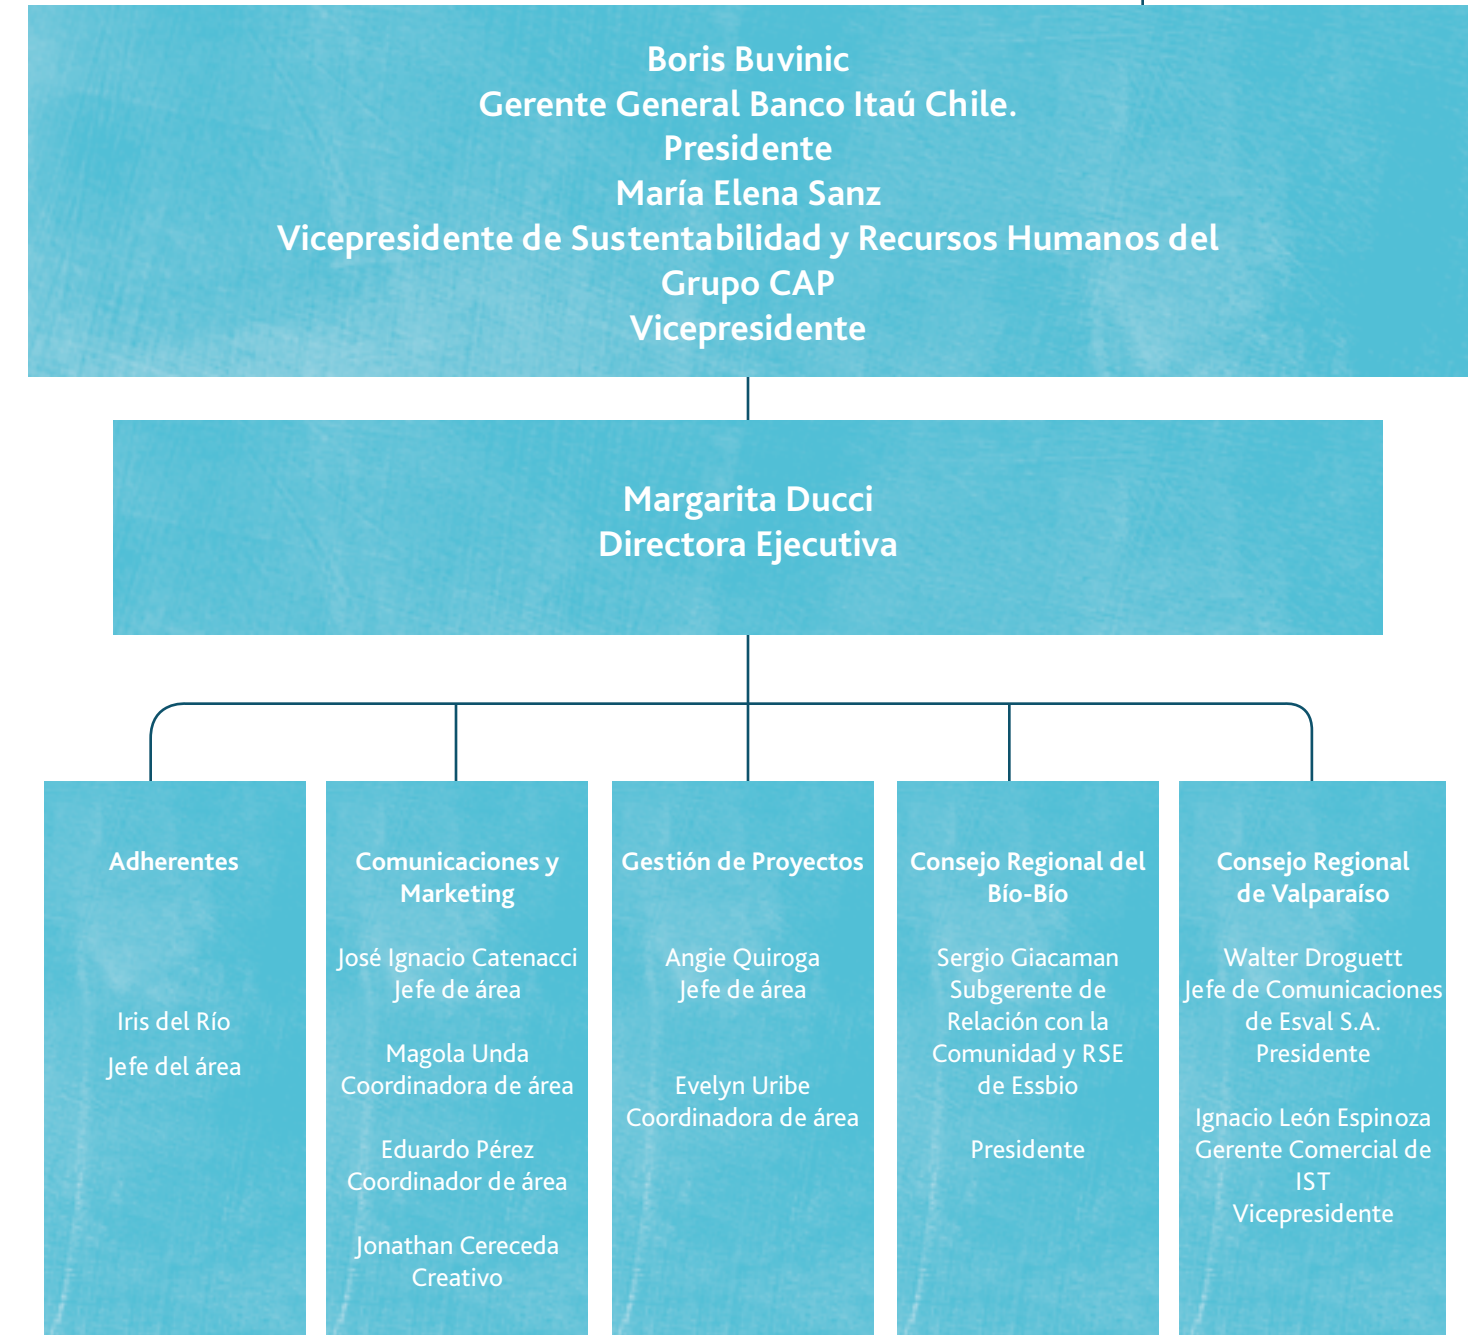 Boris Buvinic
Gerente General Banco Itaú Chile.
Presidente
María Elena Sanz
Vicepresidente de Sustentabilidad y Recursos Humanos del
Grupo CAP
Vicepresidente
Margarita Ducci
Directora Ejecutiva
Adherentes
Iris del Río
Jefe del área
Comunicaciones y
Marketing
José Ignacio Catenacci
Jefe de área
Magola Unda
Coordinadora de área
Eduardo Pérez
Coordinador de área
Jonathan Cereceda
Creativo
Gestión de Proyectos
Angie Quiroga
Jefe de área
Evelyn Uribe
Coordinadora de área
Consejo Regional del
Bío-Bío
Sergio Giacaman
Subgerente de
Relación con la
Comunidad y RSE
de Essbio
Presidente
Consejo Regional
de Valparaíso
Walter Droguett
Jefe de Comunicaciones
de Esval S.A.
Presidente
Ignacio León Espinoza
Gerente Comercial de
IST
Vicepresidente